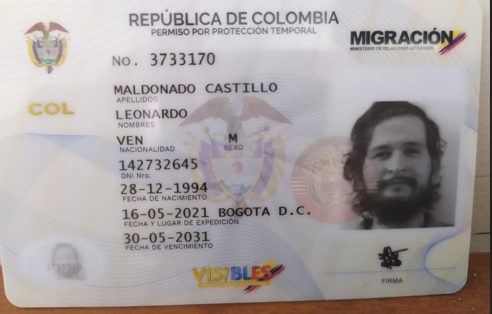 REPÚBLICA DE COLOMBIA
PERMISO POR PROTECCIÓN TEMPORAL
MIGRACIÓN
MINISTERIO DE RELACIONES EXTERIORES
No. 3733170
MALDONADO CASTILLO
APELLIDOS
COL
LEONARDO
NOMBRES
VEN M
NACIONALIDAD SEXO
142732645
DNI Nro.
28-12-1994
FECHA DE NACIMIENTO
16-05-2021 BOGOTA D.C.
FECHA Y LUGAR DE EXPEDICIÓN
30-05-2031
FECHA DE VENCIMIENTO
VISIBLES
FIRMA